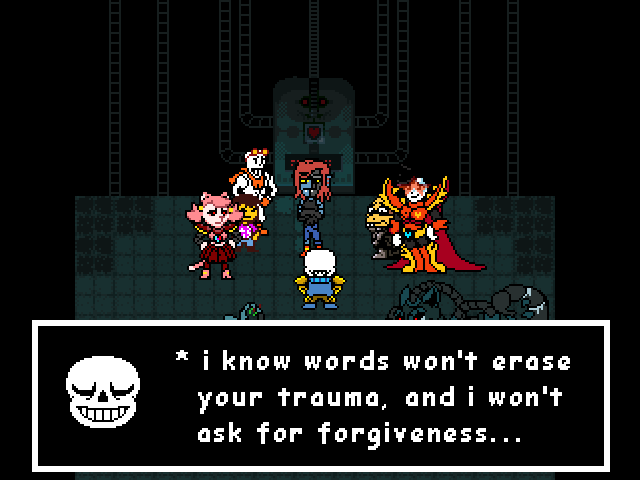 * i know words won't erase
your trauma, and i won't
ask for forgiveness...